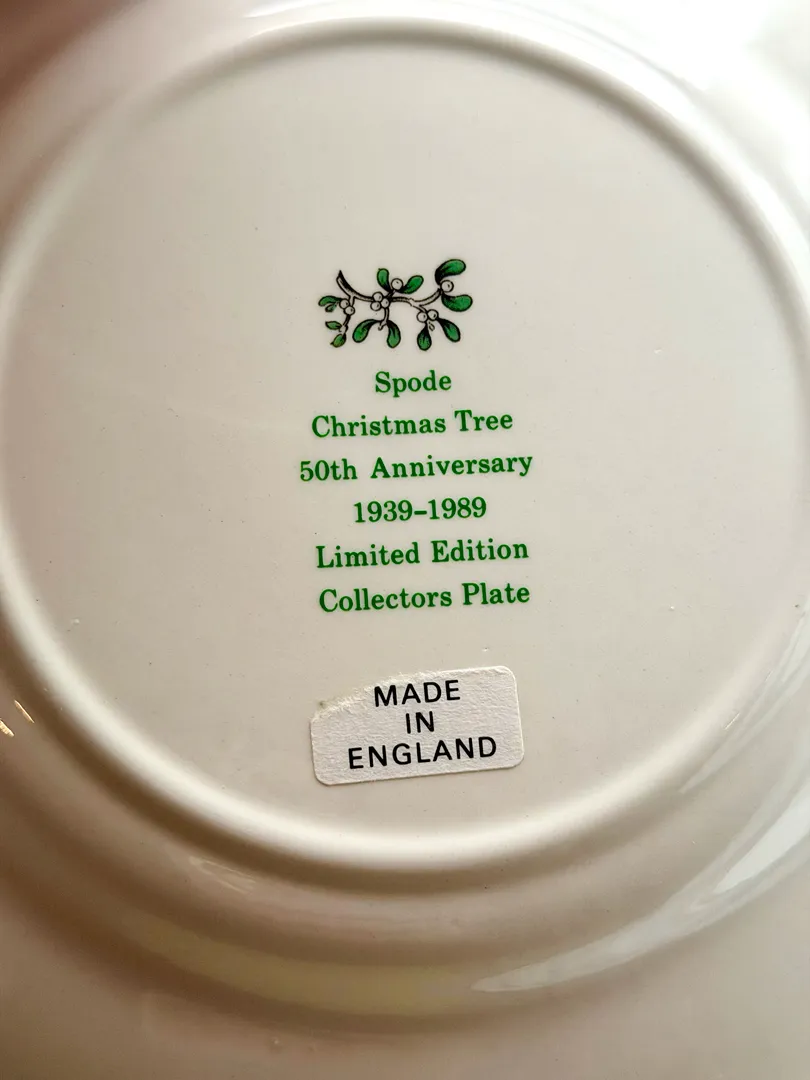 Spode
Christmas Tree
50th Anniversary
1939–1989
Limited Edition
Collectors Plate
MADE
IN
ENGLAND